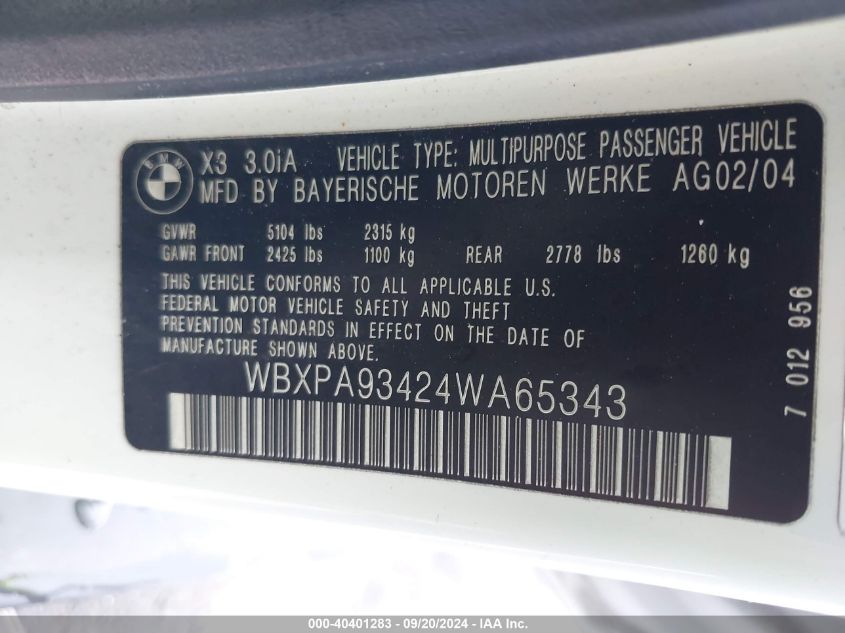 BMW
X3 3.0iA VEHICLE TYPE: MULTIPURPOSE PASSENGER VEHICLE
MFD BY BAYERISCHE MOTOREN WERKE AG02/04
GVWR 5104 lbs 2315 kg
GAWR FRONT 2425 lbs 1100 kg REAR 2778 lbs 1260 kg
THIS VEHICLE CONFORMS TO ALL APPLICABLE U.S.
FEDERAL MOTOR VEHICLE SAFETY AND THEFT
PREVENTION STANDARDS IN EFFECT ON THE DATE OF
MANUFACTURE SHOWN ABOVE.
WBXPA93424WA65343
7 012 956
000-40401283 - 09/20/2024 - IAA Inc.